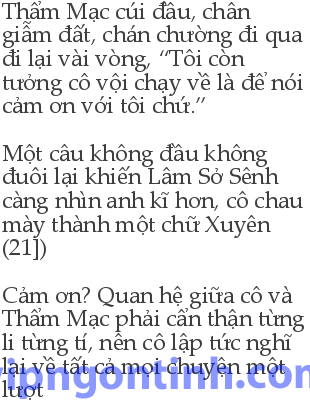 Thẩm Mạc cúi đầu, chân
giẫm đất, chán chường đi qua
đi lại vài vòng, “Tôi còn
tưởng cô vội chạy về là để nói
cảm ơn với tôi chứ.”
Một câu không đầu không
đuôi lại khiến Lâm Sở Sênh
càng nhìn anh kĩ hơn, cô chau
mày thành một chữ Xuyên
(21])
Cảm ơn? Quan hệ giữa cô và
Thẩm Mạc phải cẩn thận từng
li từng tí, nên cô lập tức nghĩ
lại về tất cả mọi chuyện một
lượt
vipngontinh.com